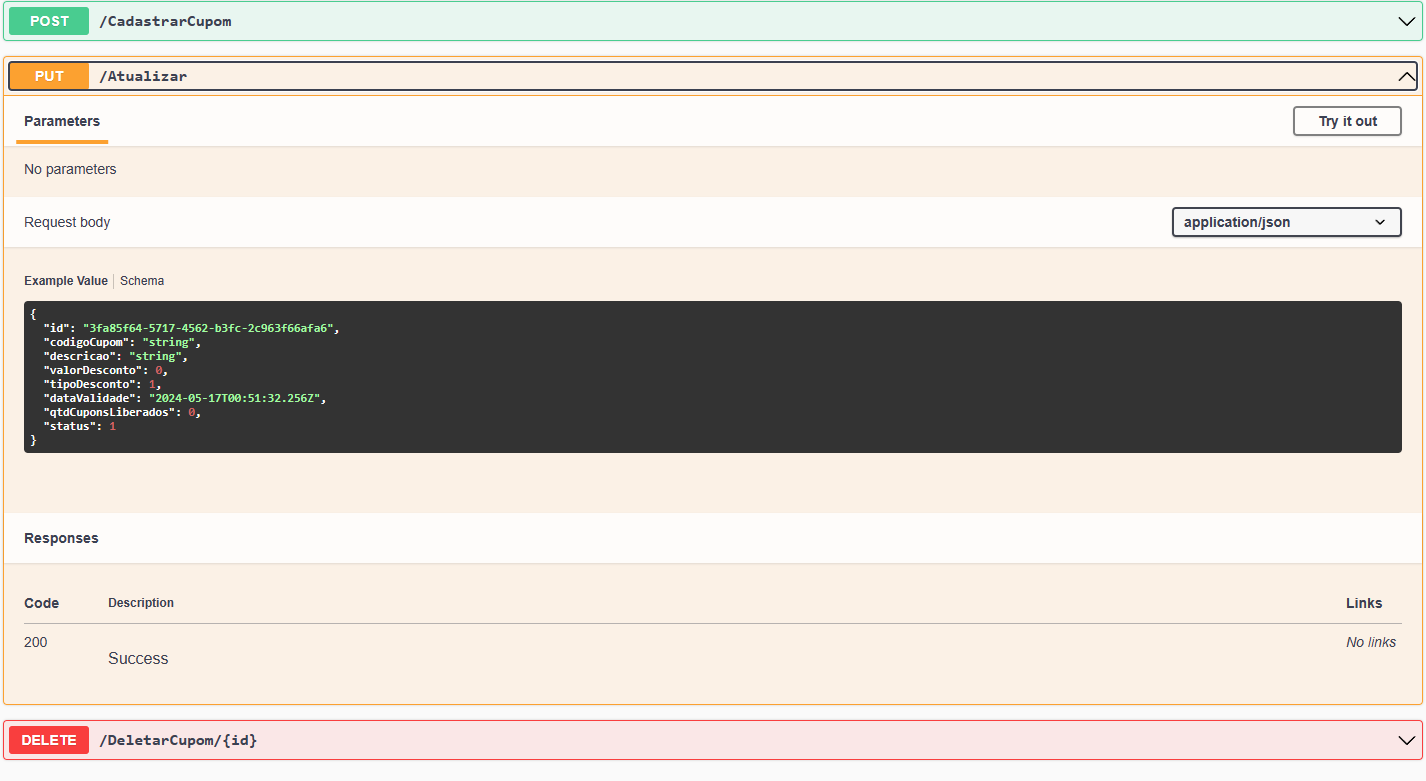 POST /CadastrarCupom
PUT /Atualizar
Parameters Try it out
No parameters
Request body application/json
Example Value Schema
{
"id": "3fa85f64-5717-4562-b3fc-2c963f66afa6",
"codigoCupom": "string",
"descricao": "string",
"valorDesconto": 0,
"tipoDesconto": 1,
"dataValidade": "2024-05-17T00:51:32.256Z",
"qtdCuponsLiberados": 0,
"status": 1
}
Responses
Code Description Links
200 No links
Success
DELETE /DeletarCupom/{id}